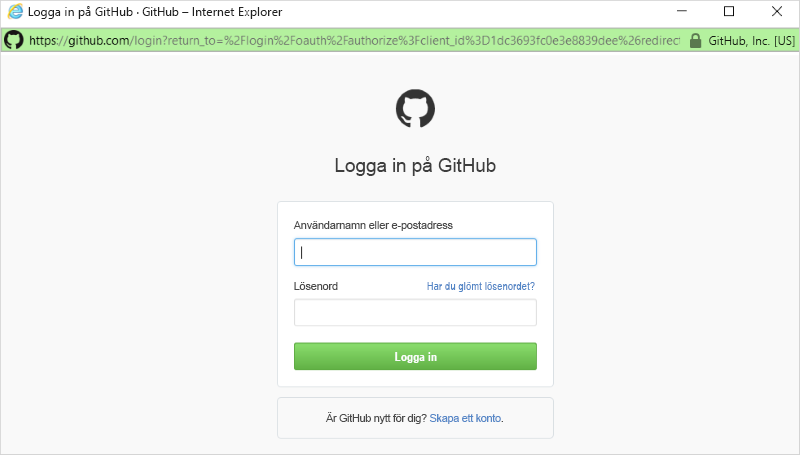 Logga in på GitHub · GitHub – Internet Explorer
https://github.com/login?return_to=%2Flogin%2Foauth%2Fauthorize%3Fclient_id%3D1dc3693fc0e3e8839dee%26redirect GitHub, Inc. [US]
Logga in på GitHub
Användarnamn eller e-postadress
Lösenord Har du glömt lösenordet?
Logga in
Är GitHub nytt för dig? Skapa ett konto.